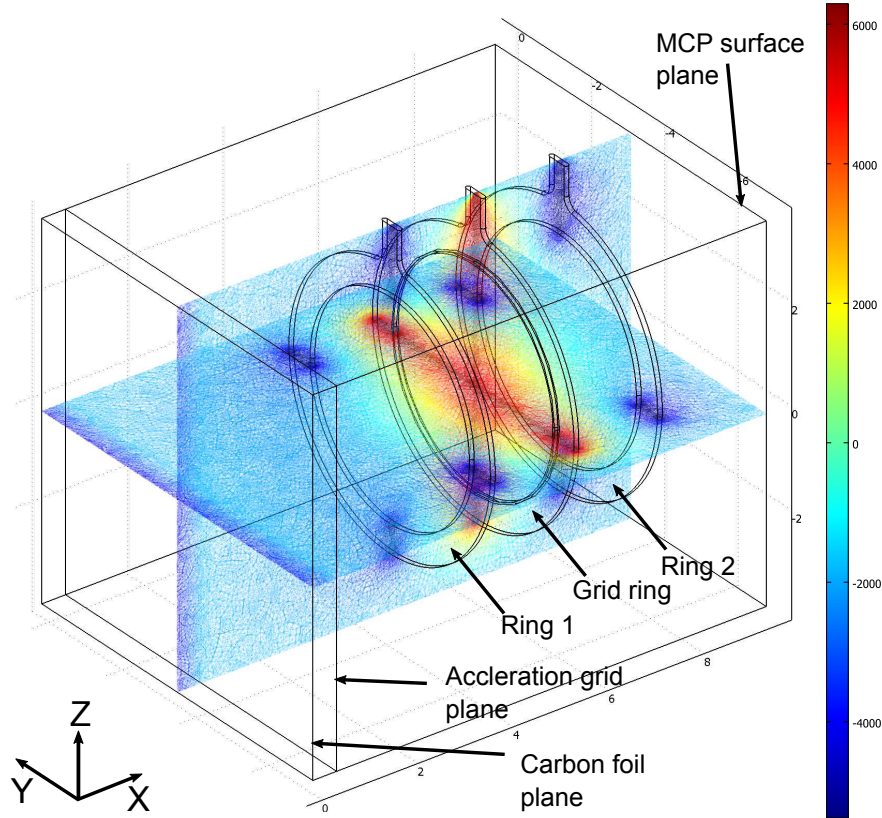 MCP surface
plane
6000
4000
2000
0
-2000
-4000
0
-2
-4
-6
2
0
-2
Ring 2
Grid ring
Ring 1
Accleration grid
plane
Carbon foil
plane
0
2
4
6
8
Z
Y
X